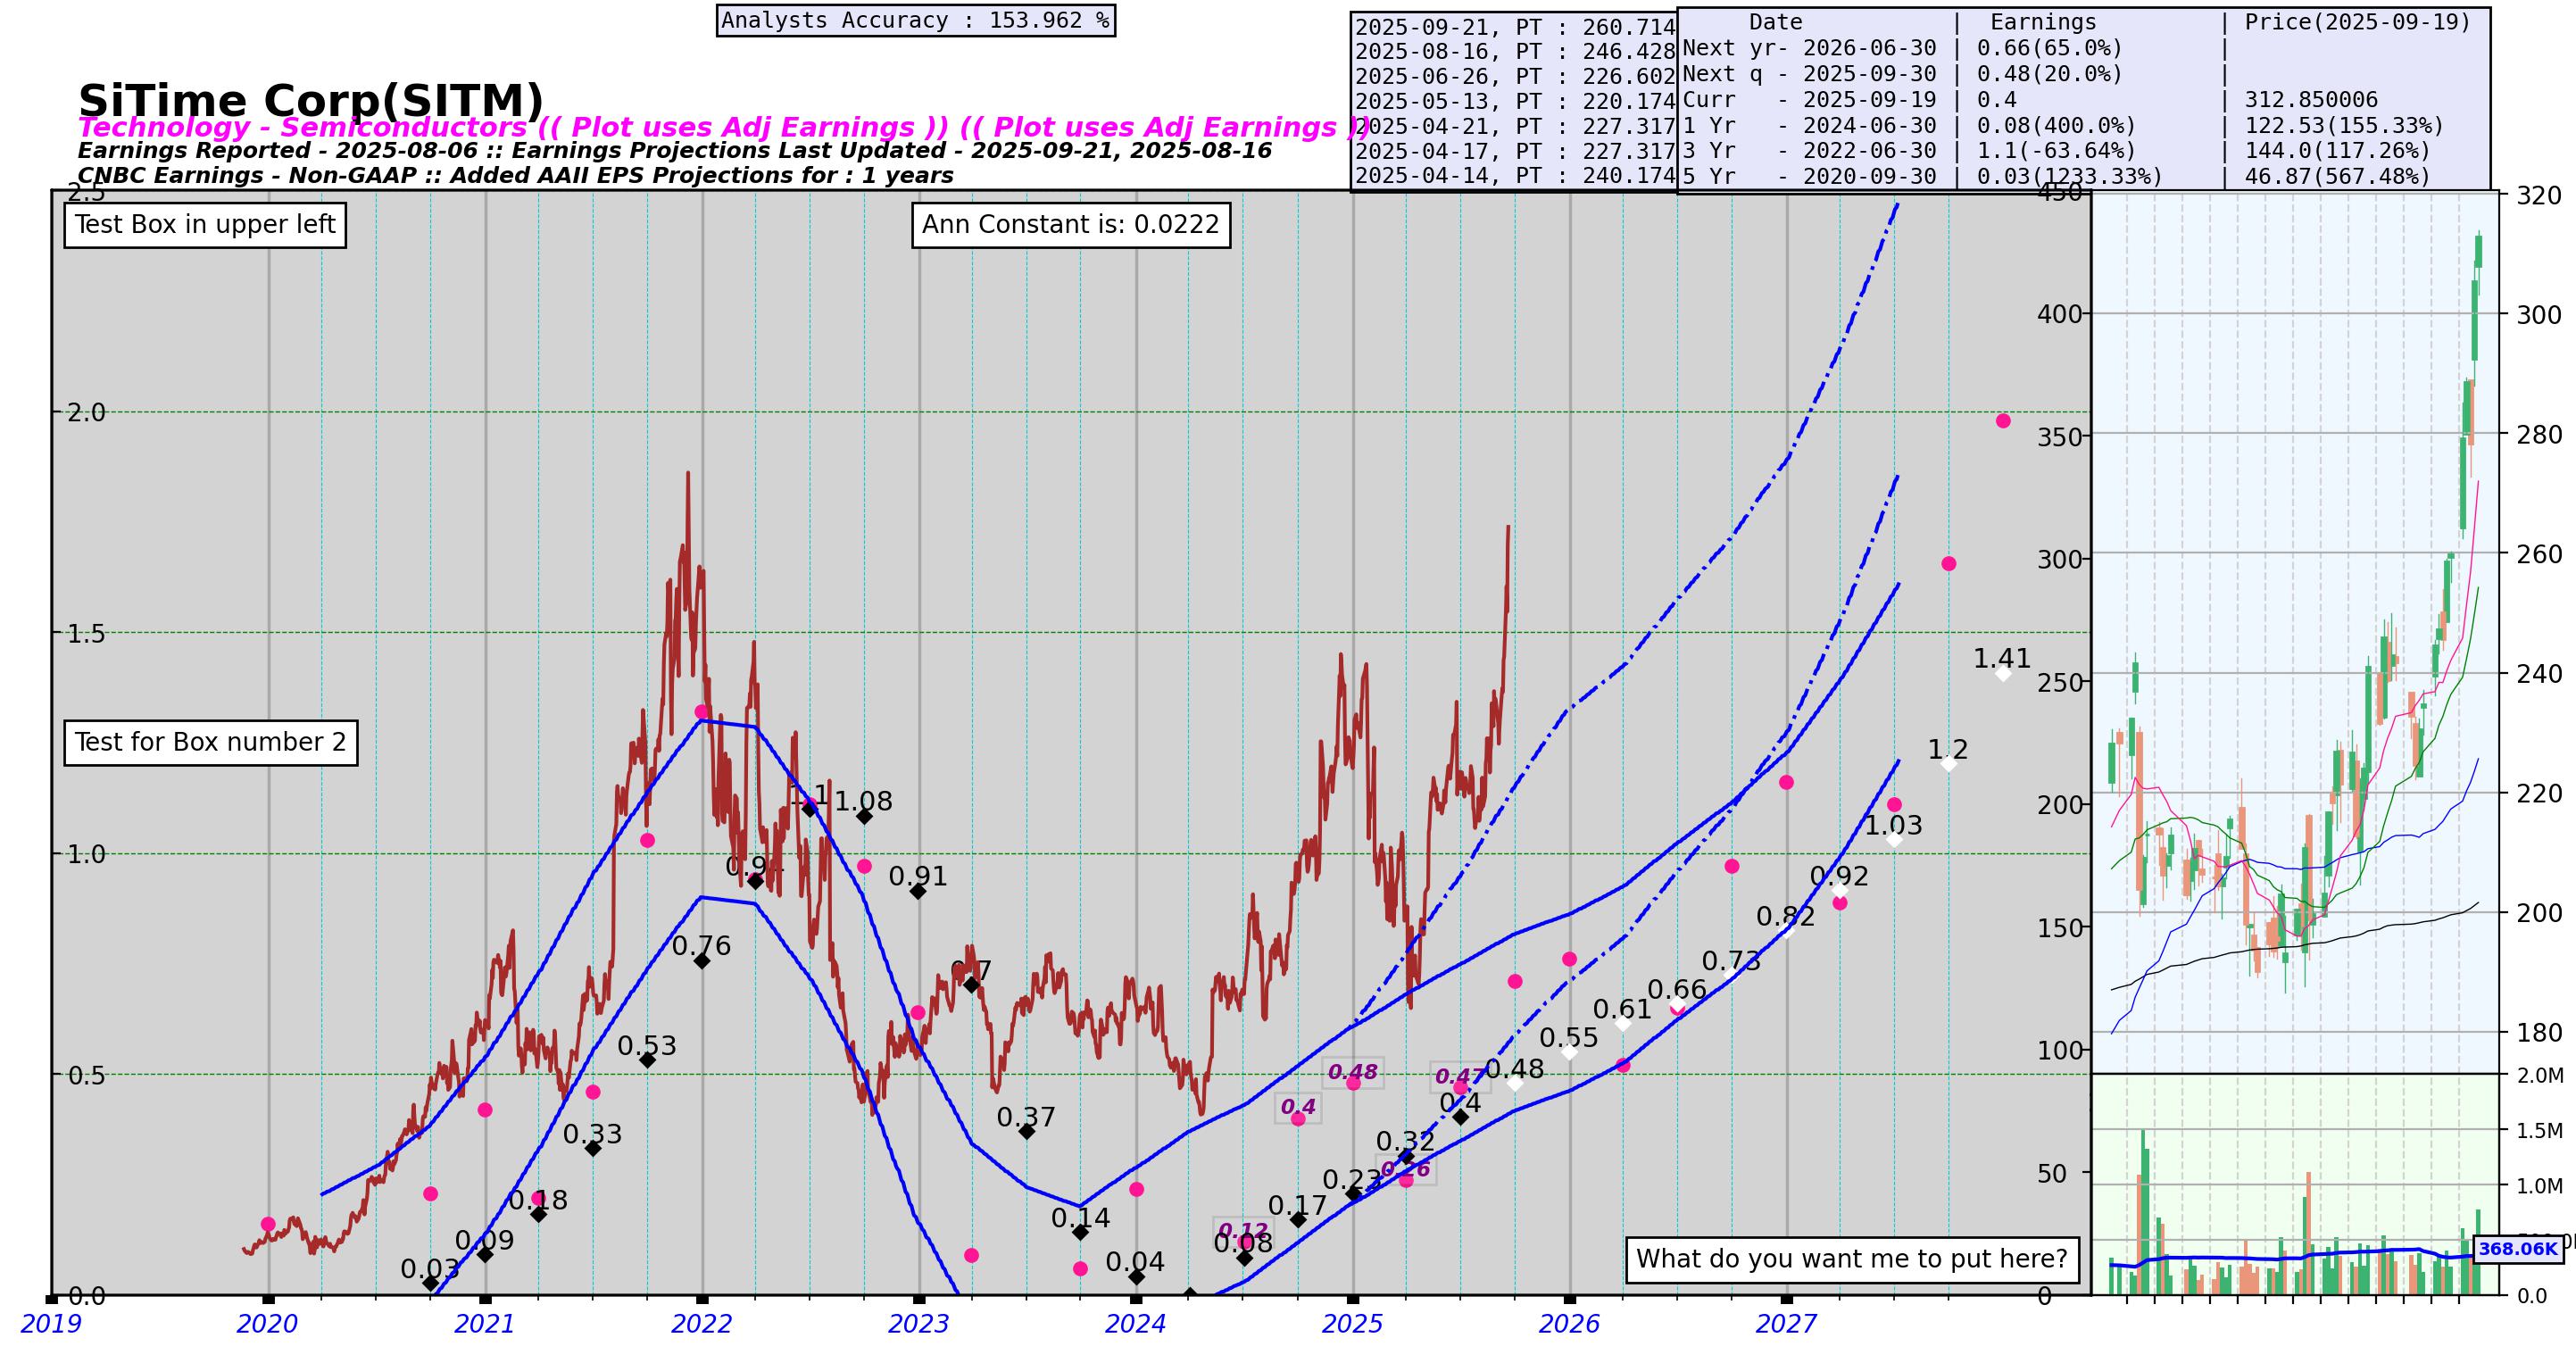 Analysts Accuracy : 153.962 %
SiTime Corp(SITM)
Technology - Semiconductors (( Plot uses Adj Earnings )) (( Plot uses Adj Earnings ))
Earnings Reported - 2025-08-06 :: Earnings Projections Last Updated - 2025-09-21, 2025-08-16
CNBC Earnings - Non-GAAP :: Added AAII EPS Projections for : 1 years
2025-09-21, PT : 260.714
2025-08-16, PT : 246.428
2025-06-26, PT : 226.602
2025-05-13, PT : 220.174
2025-04-21, PT : 227.317
2025-04-17, PT : 227.317
2025-04-14, PT : 240.174
Date | Earnings | Price(2025-09-19)
Next yr- 2026-06-30 | 0.66(65.0%) |
Next q - 2025-09-30 | 0.48(20.0%) |
Curr - 2025-09-19 | 0.4 | 312.850006
1 Yr - 2024-06-30 | 0.08(400.0%) | 122.53(155.33%)
3 Yr - 2022-06-30 | 1.1(-63.64%) | 144.0(117.26%)
5 Yr - 2020-09-30 | 0.03(1233.33%) | 46.87(567.48%)
Test Box in upper left
Ann Constant is: 0.0222
Test for Box number 2
What do you want me to put here?
2.5
2.0
1.5
1.0
0.5
0.0
450
400
350
300
250
200
150
100
50
0
320
300
280
260
240
220
200
180
2.0M
1.5M
1.0M
368.06K
0.0
0.03
0.09
0.18
0.33
0.53
0.76
0.94
1.1
1.08
0.91
0.7
0.37
0.14
0.04
0.08
0.12
0.17
0.4
0.23
0.48
0.32
0.26
0.4
0.47
0.48
0.55
0.61
0.66
0.73
0.82
0.92
1.03
1.2
1.41
2019
2020
2021
2022
2023
2024
2025
2026
2027